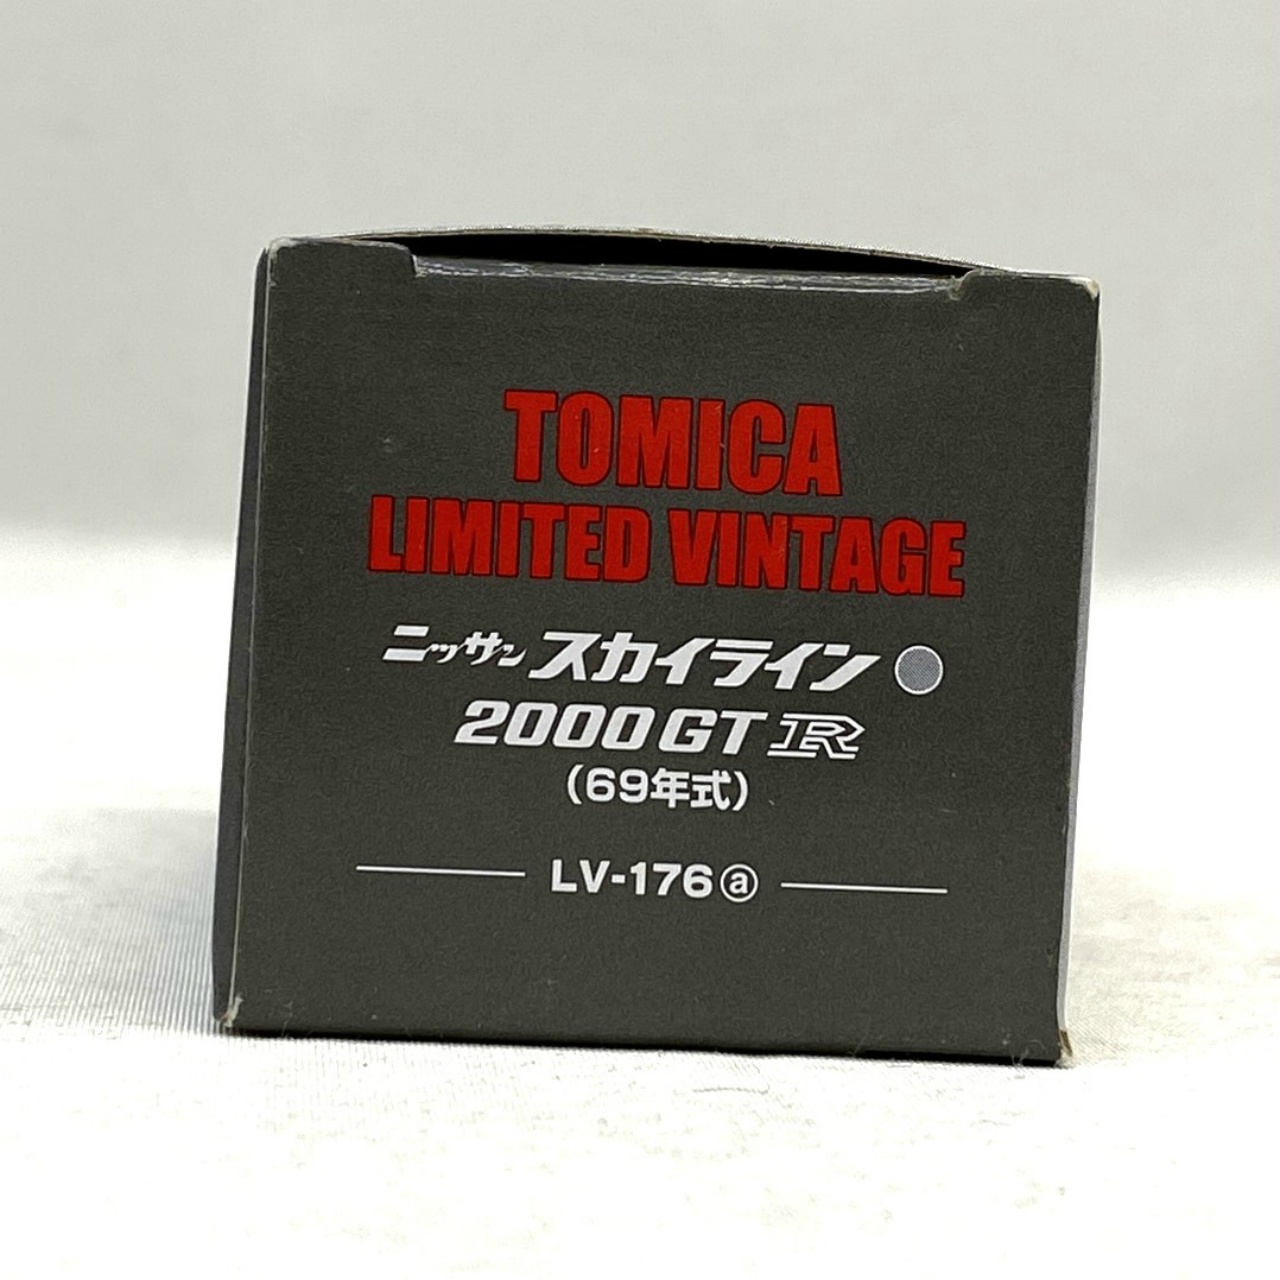 TOMICA
LIMITED VINTAGE
ニッサン スカイライン
2000GT R
(69年式)
LV-176ⓐ